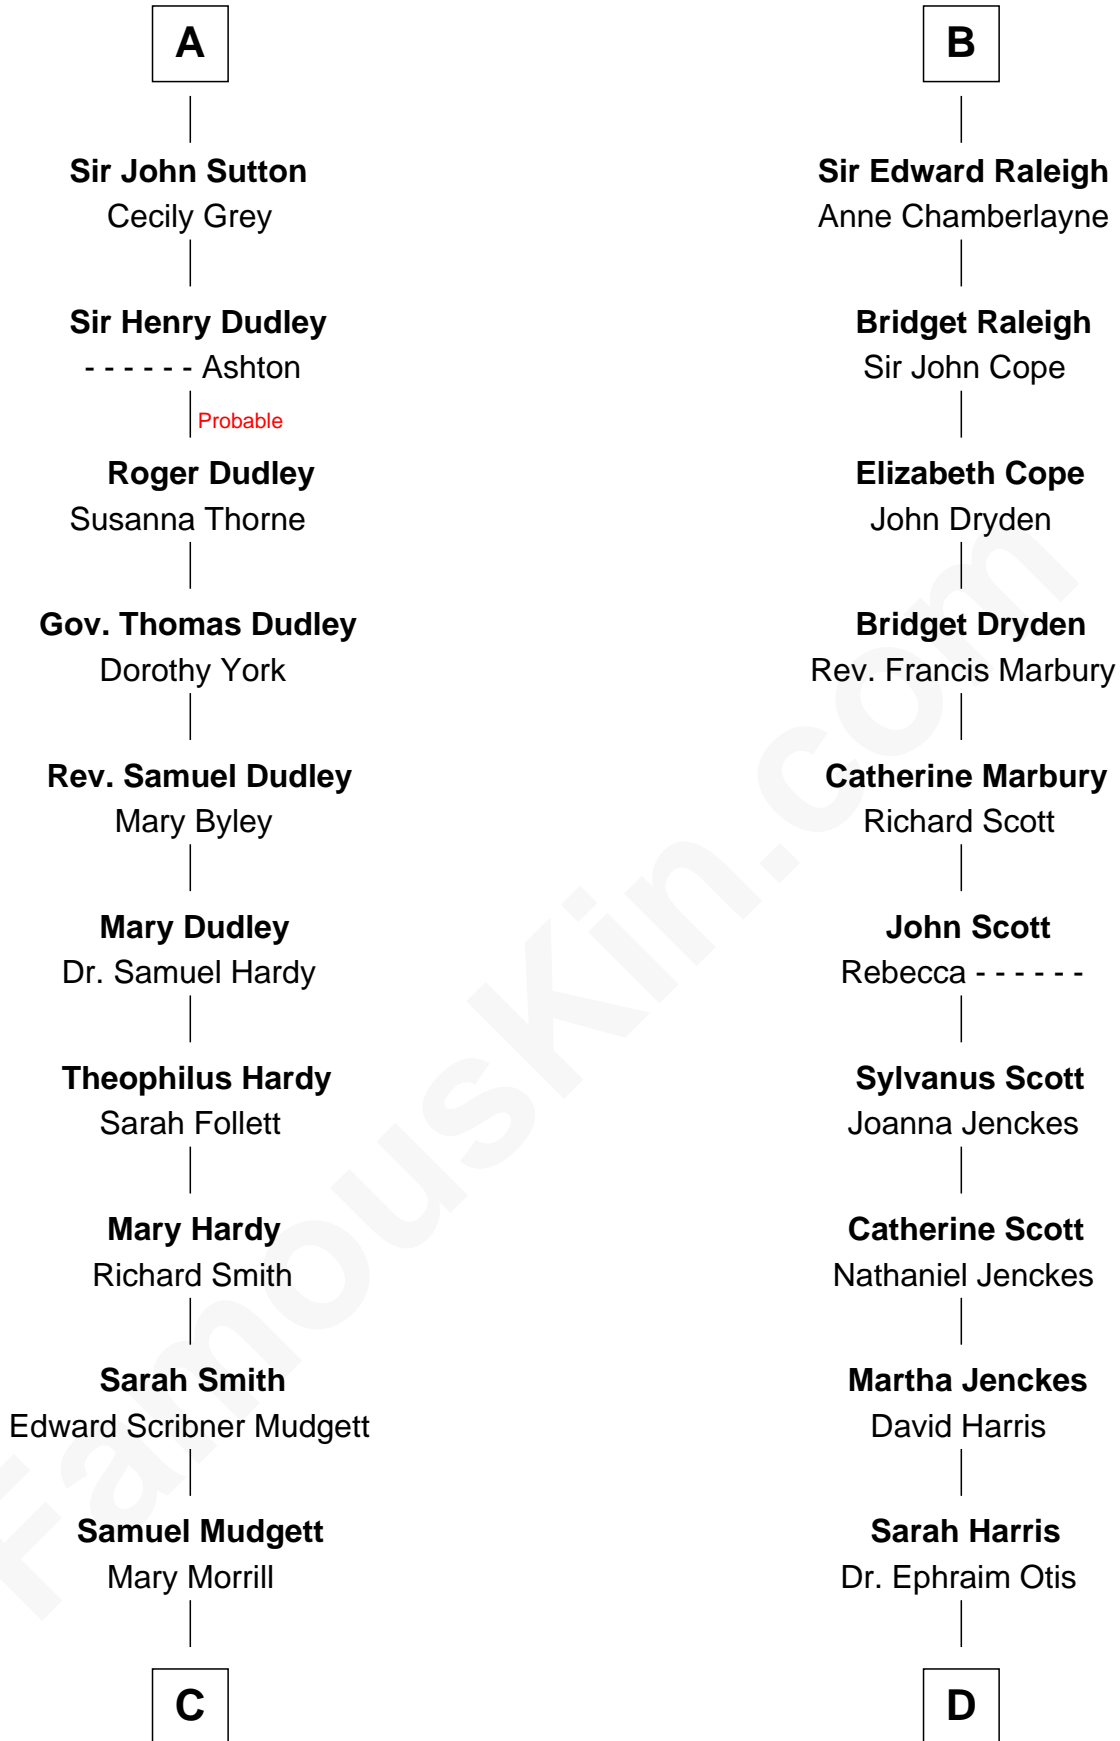 A
Sir John Sutton
Cecily Grey
Sir Henry Dudley
- - - - - - Ashton
Probable
Roger Dudley
Susanna Thorne
Gov. Thomas Dudley
Dorothy York
Rev. Samuel Dudley
Mary Byley
Mary Dudley
Dr. Samuel Hardy
Theophilus Hardy
Sarah Follett
Mary Hardy
Richard Smith
Sarah Smith
Edward Scribner Mudgett
Samuel Mudgett
Mary Morrill
C
B
Sir Edward Raleigh
Anne Chamberlayne
Bridget Raleigh
Sir John Cope
Elizabeth Cope
John Dryden
Bridget Dryden
Rev. Francis Marbury
Catherine Marbury
Richard Scott
John Scott
Rebecca - - - - - -
Sylvanus Scott
Joanna Jenckes
Catherine Scott
Nathaniel Jenckes
Martha Jenckes
David Harris
Sarah Harris
Dr. Ephraim Otis
D
FamousKin.com